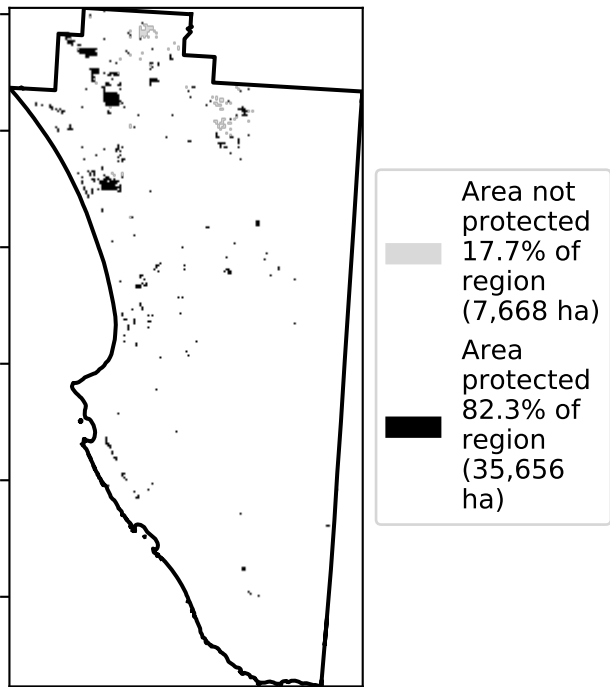 Area not
protected
17.7% of
region
(7,668 ha)
Area
protected
82.3% of
region
(35,656
ha)